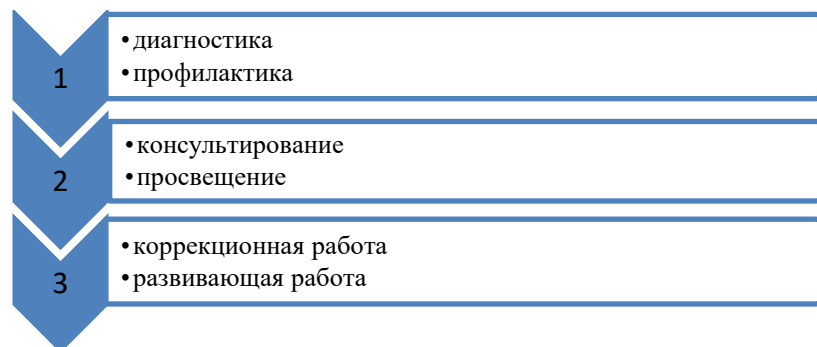 1
•диагностика
•профилактика
2
•консультирование
•просвещение
3
•коррекционная работа
•развивающая работа